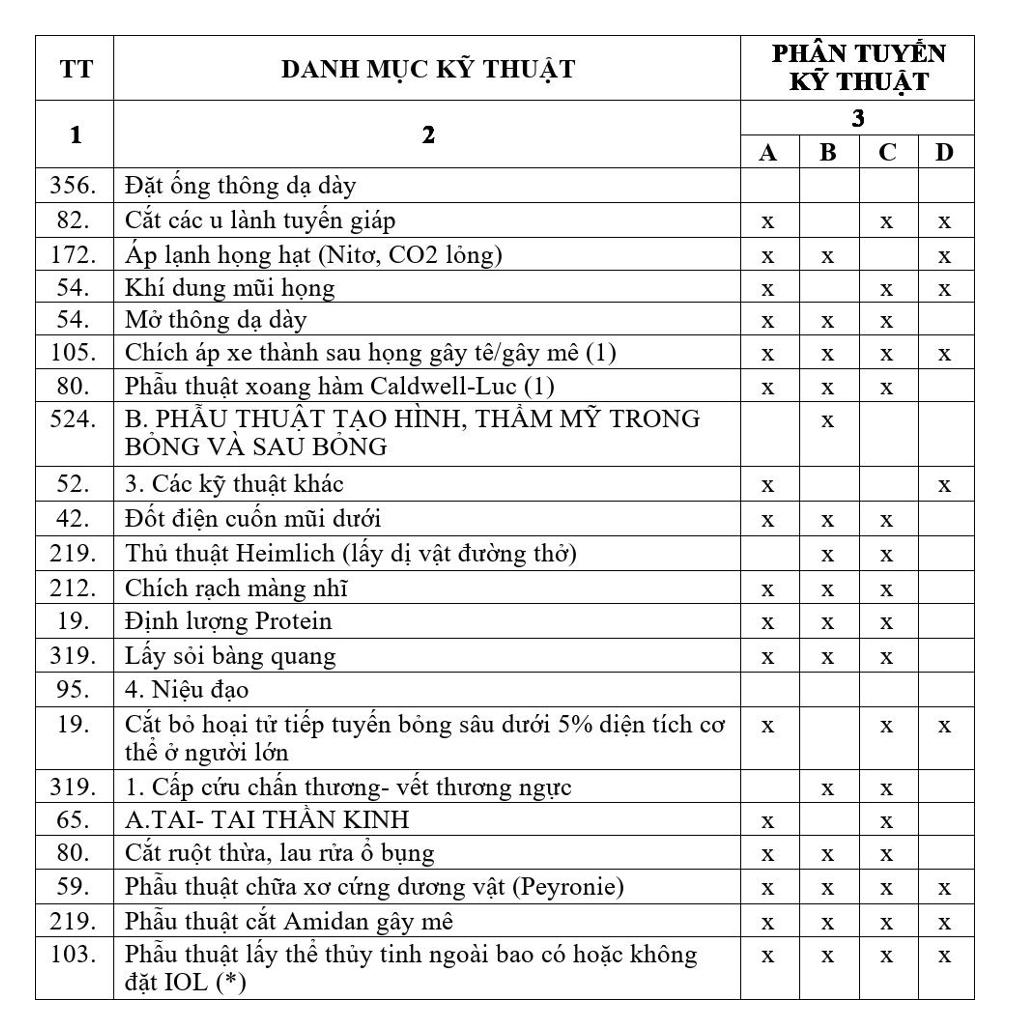 TT DANH MỤC KỸ THUẬT PHÂN TUYẾN
KỸ THUẬT
1 2 3
A B C D
356. Đặt ống thông dạ dày
82. Cắt các u lành tuyến giáp x x x
172. Áp lạnh họng hạt (Nitơ, CO2 lỏng) x x x
54. Khí dung mũi họng x x x
54. Mở thông dạ dày x x x
105. Chích áp xe thành sau họng gây tê/gây mê (1) x x x x
80. Phẫu thuật xoang hàm Caldwell-Luc (1) x x x
524. B. PHẪU THUẬT TẠO HÌNH, THẨM MỸ TRONG x
BỎNG VÀ SAU BỎNG
52. 3. Các kỹ thuật khác x x
42. Đốt điện cuốn mũi dưới x x x
219. Thủ thuật Heimlich (lấy dị vật đường thở) x x
212. Chích rạch màng nhĩ x x x
19. Định lượng Protein x x x
319. Lấy sỏi bàng quang x x x
95. 4. Niệu đạo
19. Cắt bỏ hoại tử tiếp tuyến bỏng sâu dưới 5% diện tích cơ x x x
thể ở người lớn
319. 1. Cấp cứu chấn thương- vết thương ngực x x
65. A.TAI- TAI THẦN KINH x x
80. Cắt ruột thừa, lau rửa ổ bụng x x x
59. Phẫu thuật chữa xơ cứng dương vật (Peyronie) x x x x
219. Phẫu thuật cắt Amidan gây mê x x x x
103. Phẫu thuật lấy thể thủy tinh ngoài bao có hoặc không x x x x
đặt IOL (*)